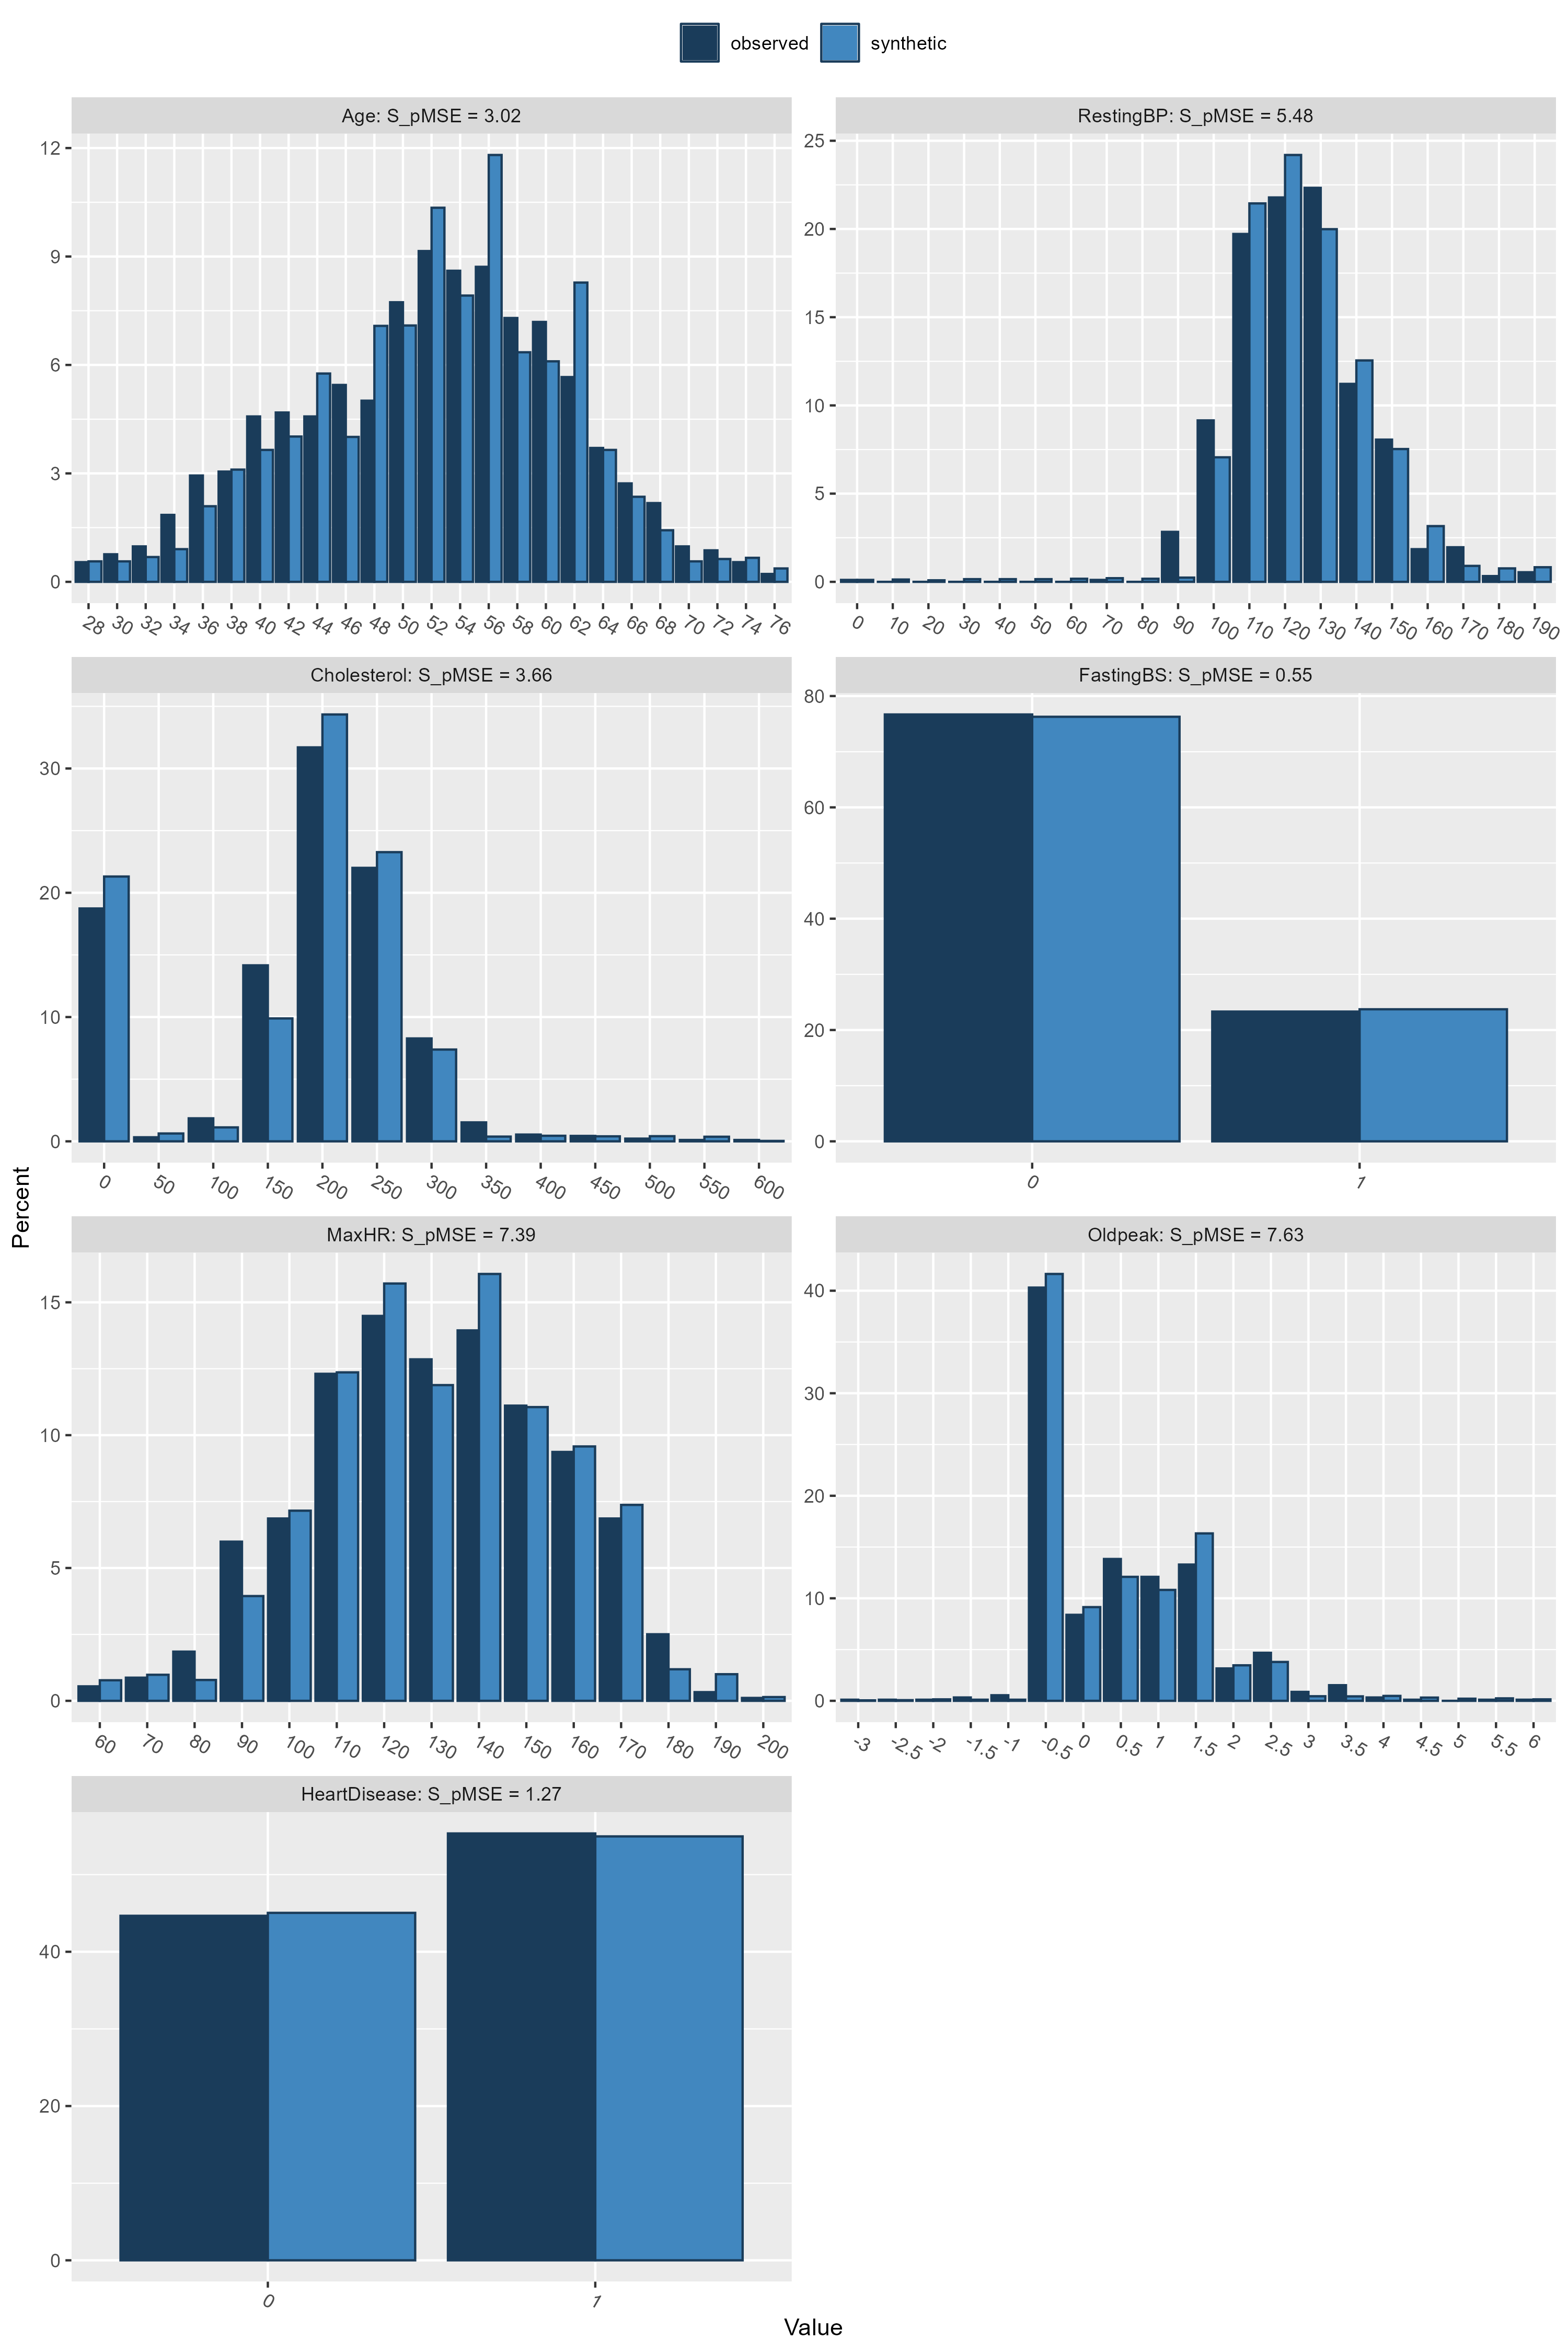 observed synthetic
Age: S_pMSE = 3.02
12
9
6
3
0
28 30 32 34 36 38 40 42 44 46 48 50 52 54 56 58 60 62 64 66 68 70 72 74 76
RestingBP: S_pMSE = 5.48
25
20
15
10
5
0
0 10 20 30 40 50 60 70 80 90 100 110 120 130 140 150 160 170 180 190
Cholesterol: S_pMSE = 3.66
30
20
10
0
0 50 100 150 200 250 300 350 400 450 500 550 600
FastingBS: S_pMSE = 0.55
80
60
40
20
0
0 1
Percent
MaxHR: S_pMSE = 7.39
15
10
5
0
60 70 80 90 100 110 120 130 140 150 160 170 180 190 200
Oldpeak: S_pMSE = 7.63
40
30
20
10
0
-3 -2.5 -2 -1.5 -1 -0.5 0 0.5 1 1.5 2 2.5 3 3.5 4 4.5 5 5.5 6
HeartDisease: S_pMSE = 1.27
40
20
0
0 1
Value